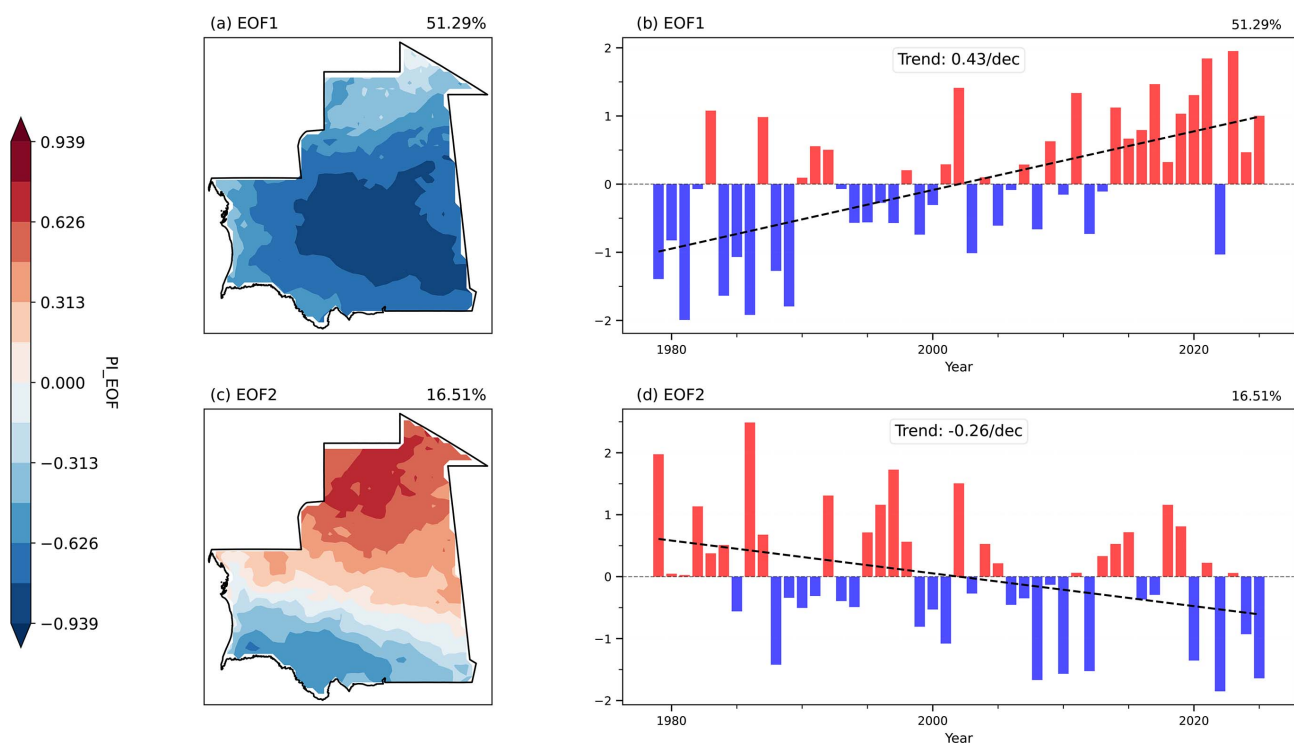 (a) EOF1 51.29%
(b) EOF1 51.29%
Trend: 0.43/dec
2
1
0
−1
−2
1980 2000 2020
Year
0.939
0.626
0.313
0.000
−0.313
−0.626
−0.939
PI_EOF
(c) EOF2 16.51%
(d) EOF2 16.51%
Trend: -0.26/dec
2
1
0
−1
−2
1980 2000 2020
Year